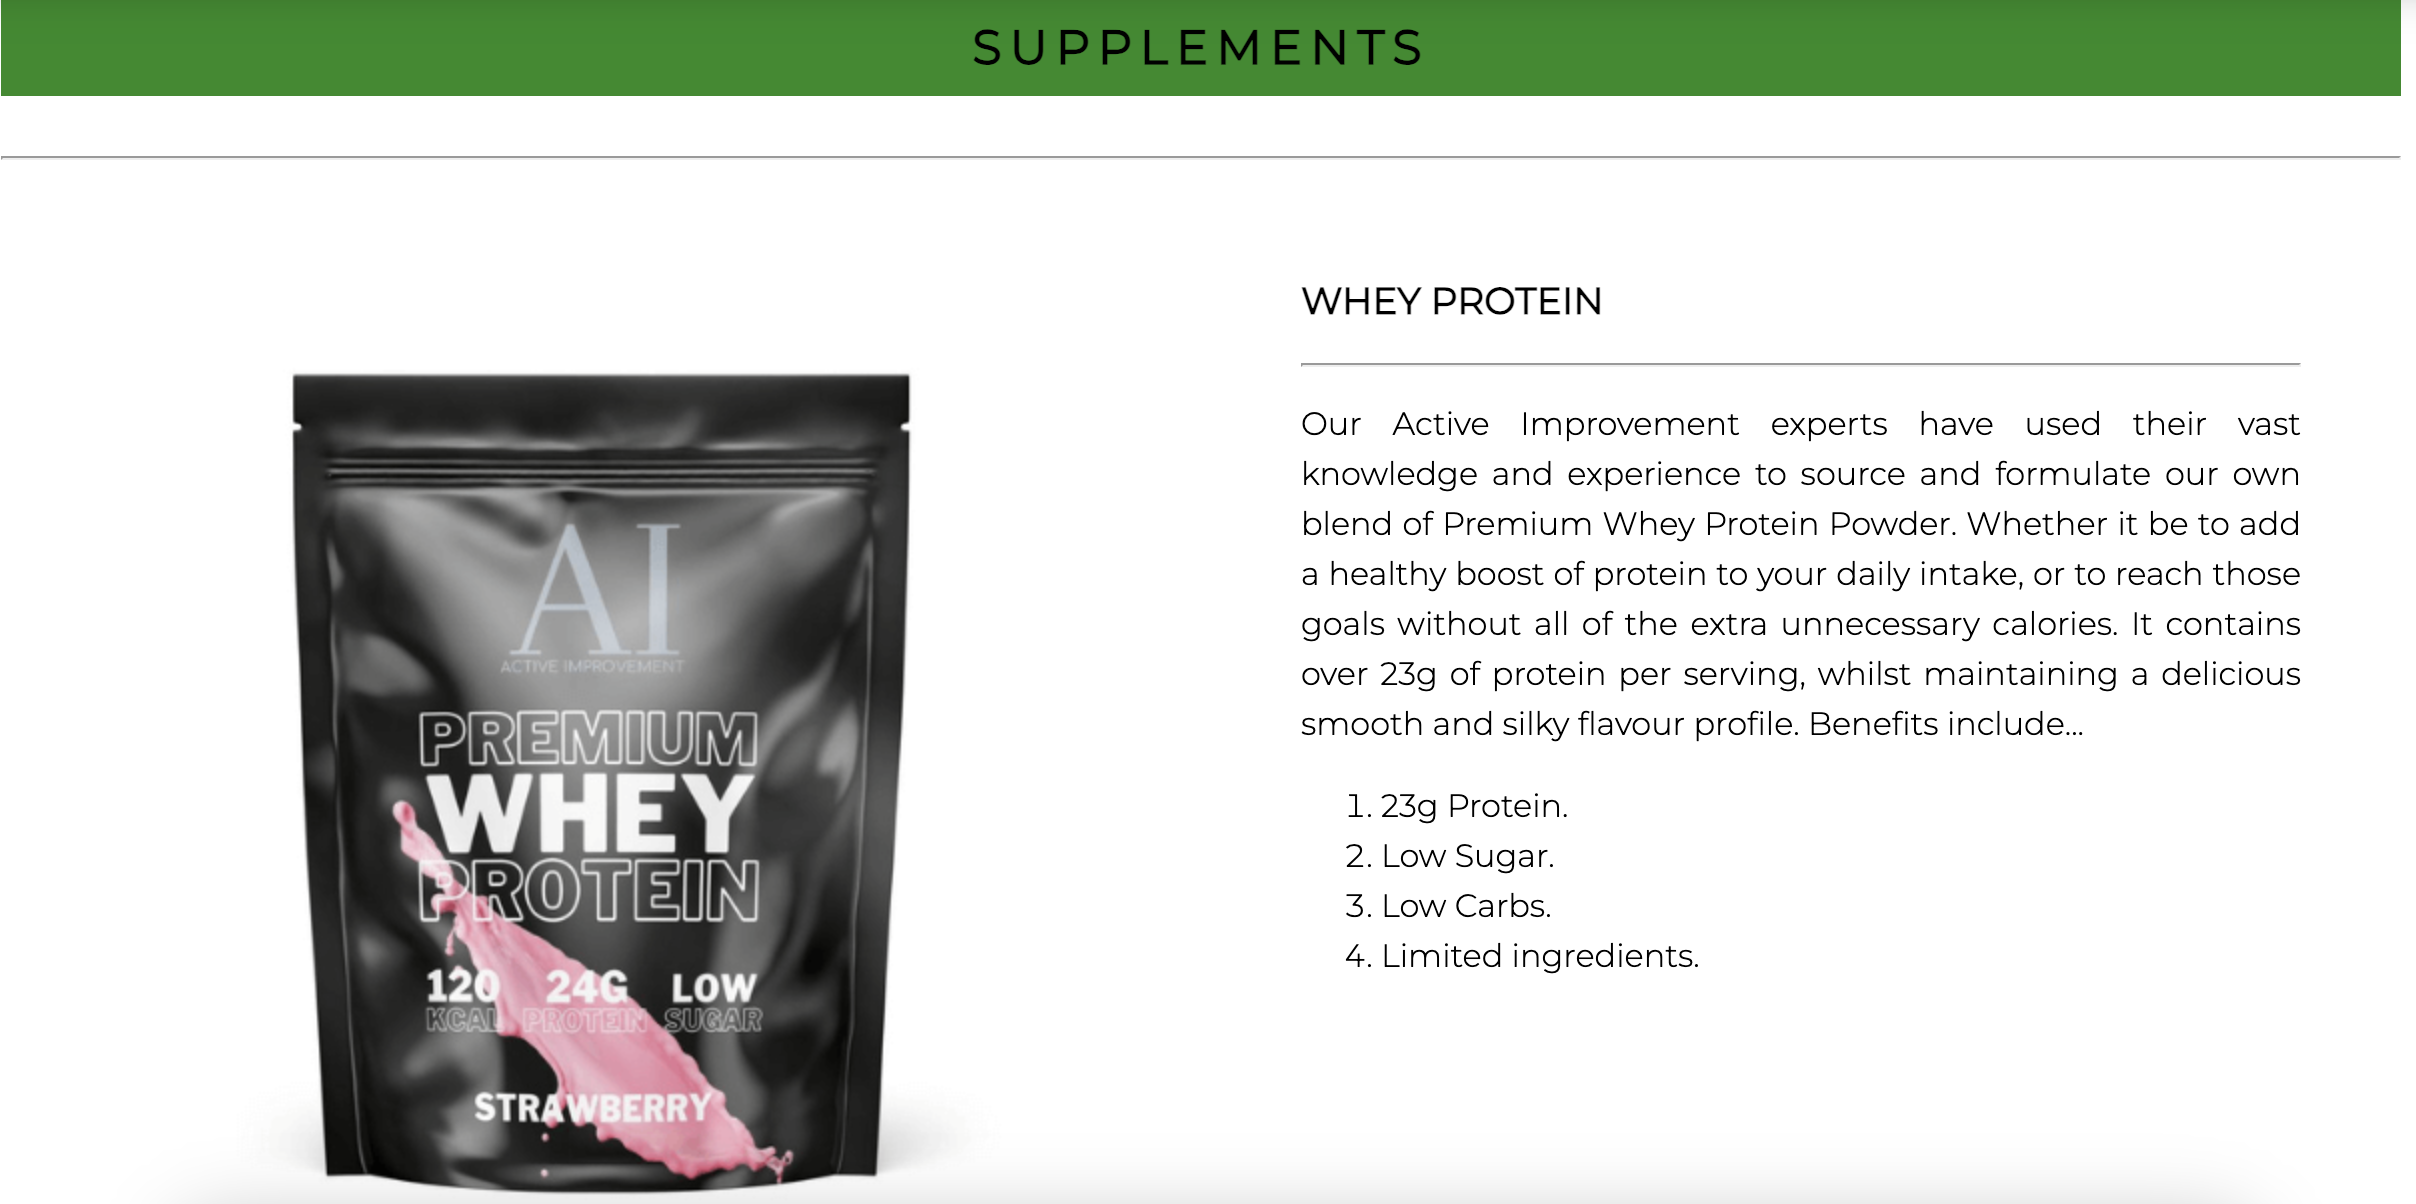 SUPPLEMENTS
AI
ACTIVE IMPROVEMENT
PREMIUM
WHEY
PROTEIN
120 24G LOW
KCAL PROTEIN SUGAR
STRAWBERRY
WHEY PROTEIN
Our Active Improvement experts have used their vast
knowledge and experience to source and formulate our own
blend of Premium Whey Protein Powder. Whether it be to add
a healthy boost of protein to your daily intake, or to reach those
goals without all of the extra unnecessary calories. It contains
over 23g of protein per serving, whilst maintaining a delicious
smooth and silky flavour profile. Benefits include...
1. 23g Protein.
2. Low Sugar.
3. Low Carbs.
4. Limited ingredients.